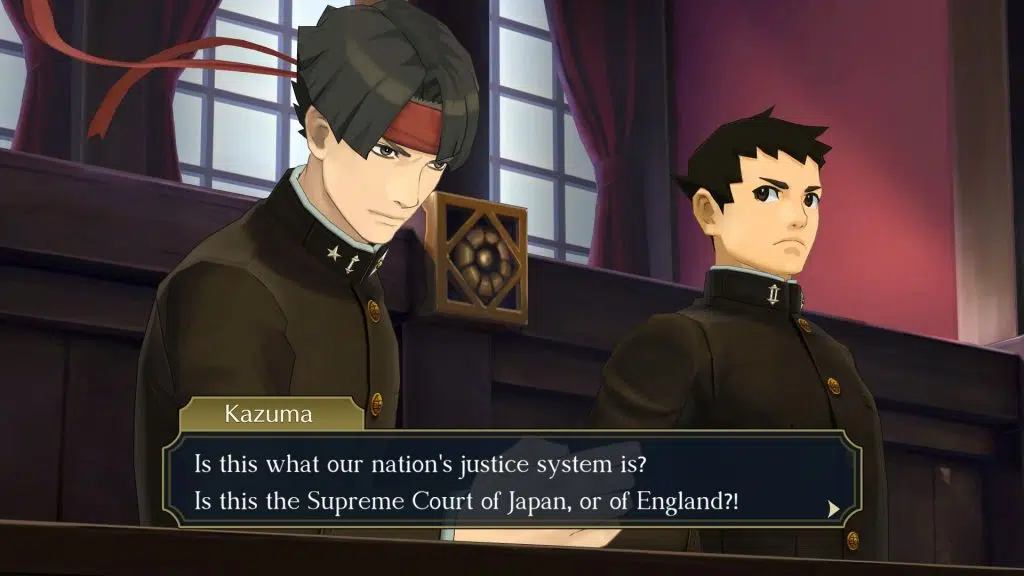 Kazuma
Is this what our nation's justice system is?
Is this the Supreme Court of Japan, or of England?!